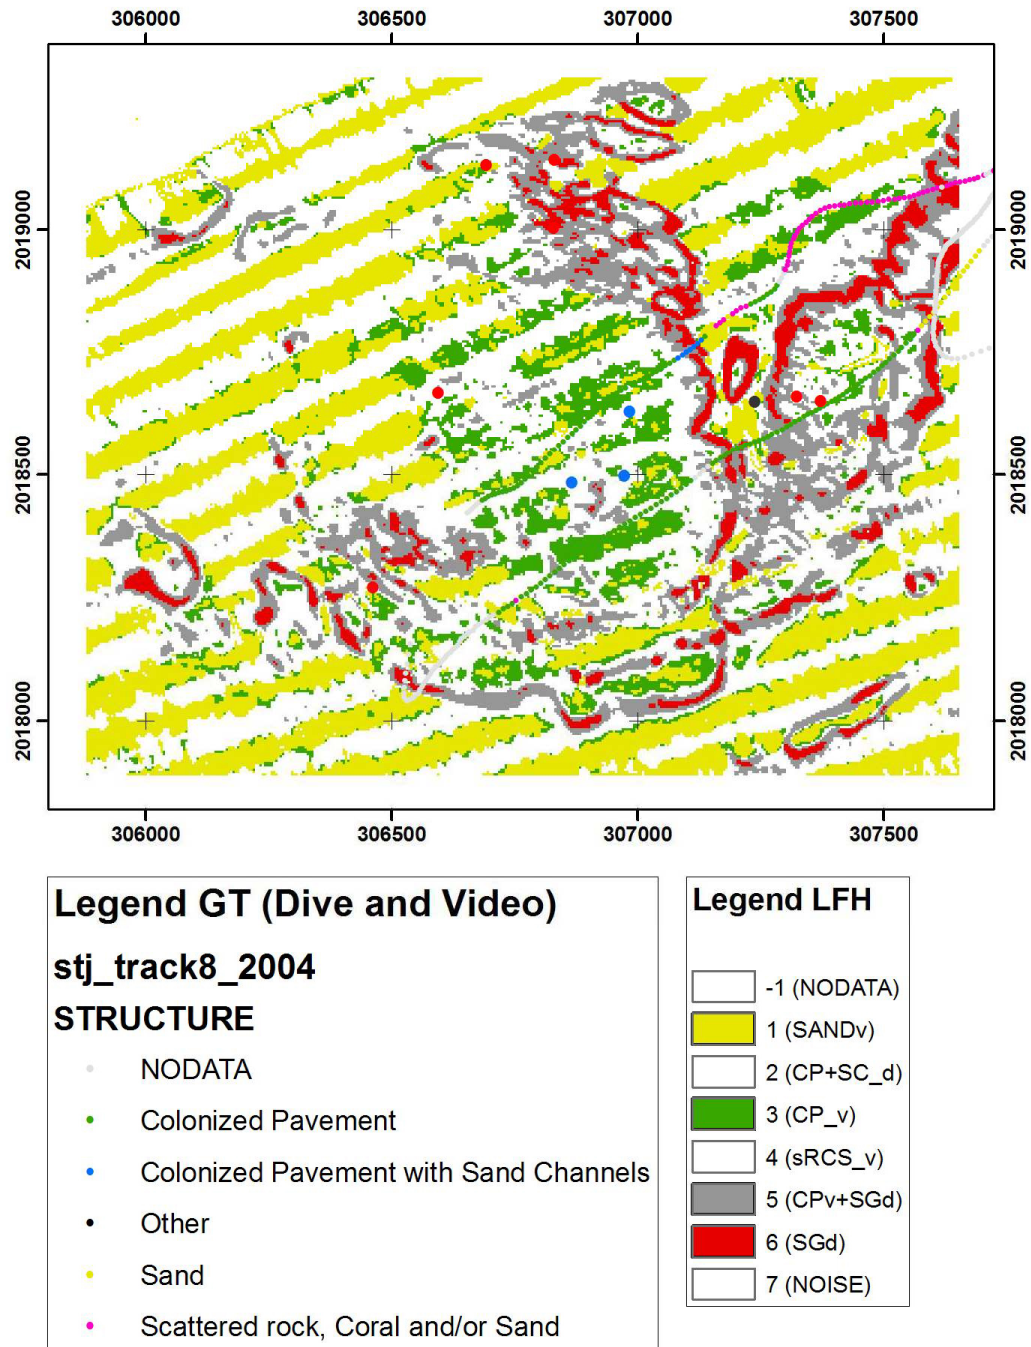 306000 306500 307000 307500
2019000 2019000
2018500 2018500
2018000 2018000
306000 306500 307000 307500
Legend GT (Dive and Video)
stj_track8_2004
STRUCTURE
NODATA
Colonized Pavement
Colonized Pavement with Sand Channels
Other
Sand
Scattered rock, Coral and/or Sand
Legend LFH
-1 (NODATA)
1 (SANDv)
2 (CP+SC_d)
3 (CP_v)
4 (sRCS_v)
5 (CPv+SGd)
6 (SGd)
7 (NOISE)